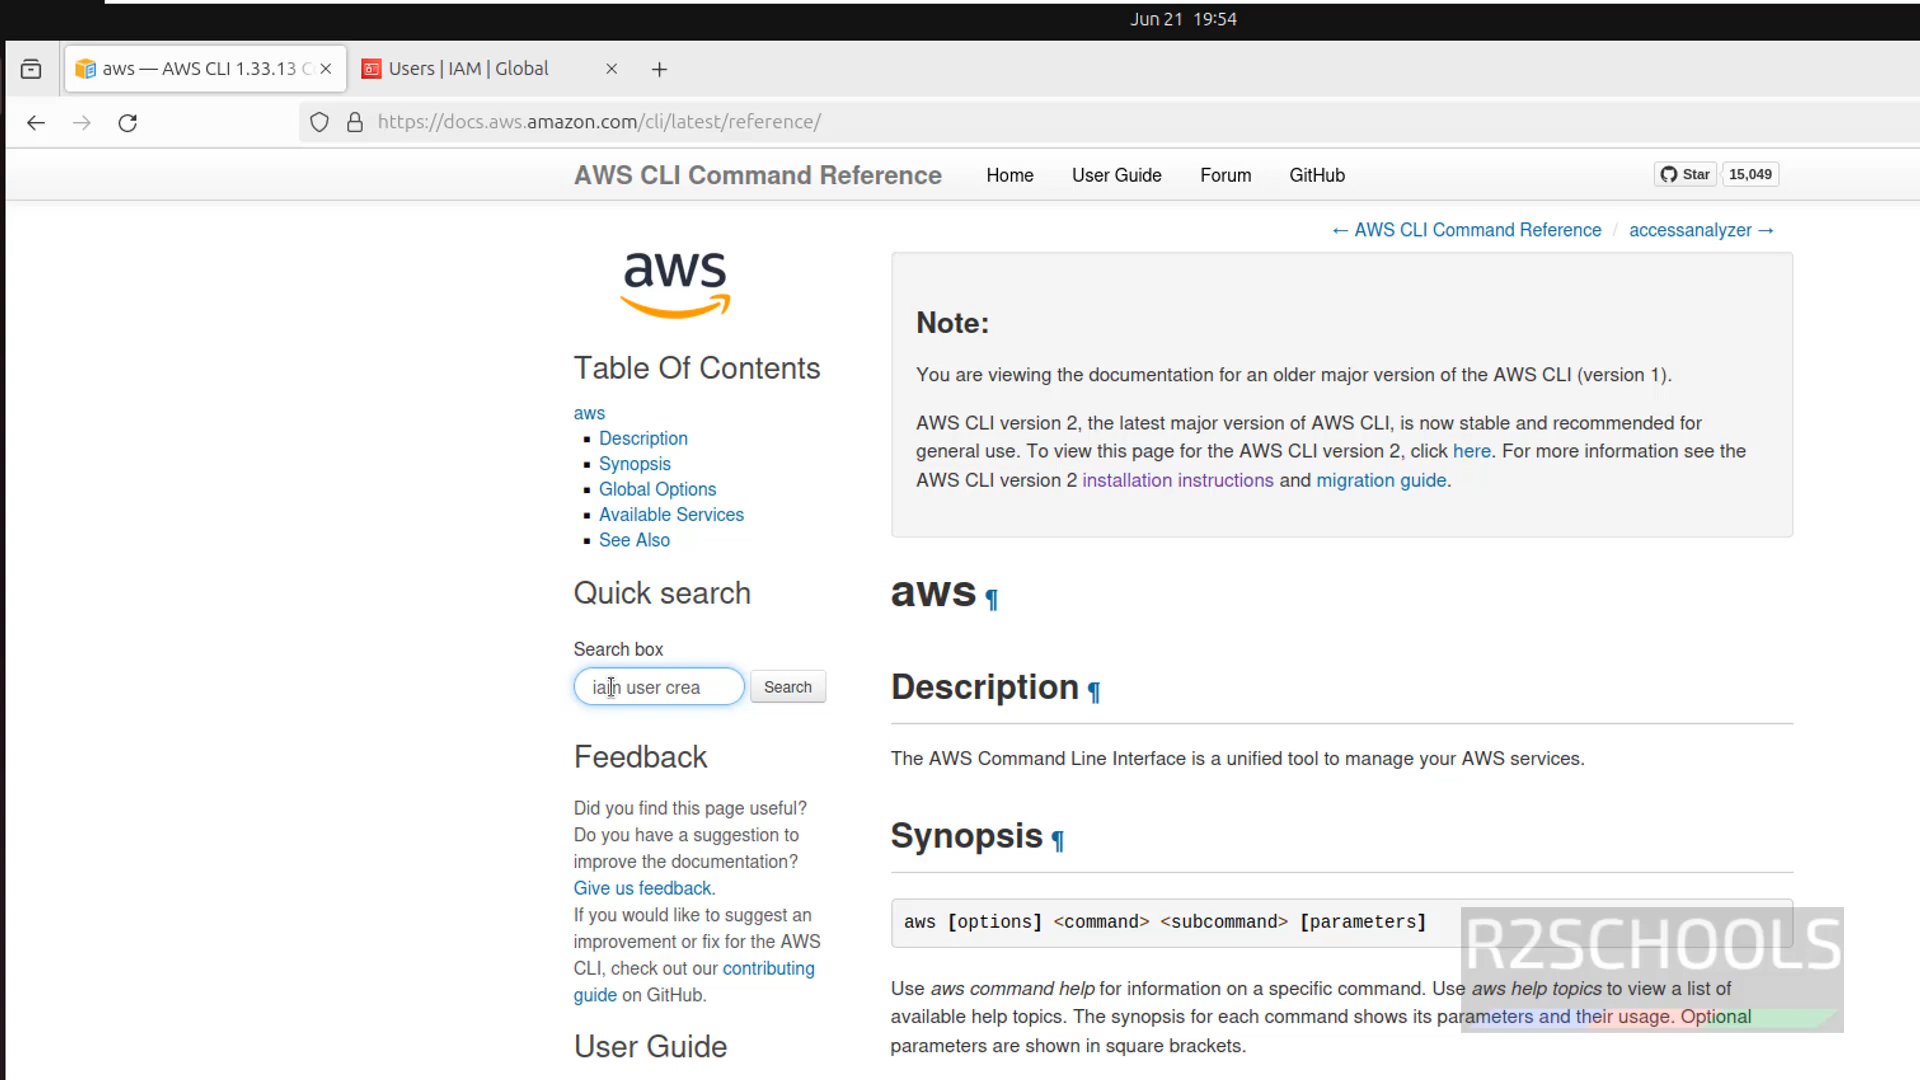 Jun 21 19:54
aws — AWS CLI 1.33.13 C
Users | IAM | Global
https://docs.aws.amazon.com/cli/latest/reference/
AWS CLI Command Reference Home User Guide Forum GitHub Star 15,049
← AWS CLI Command Reference / accessanalyzer →
aws
Table Of Contents
aws
Description
Synopsis
Global Options
Available Services
See Also
Quick search
Search box
iam user crea Search
Feedback
Did you find this page useful?
Do you have a suggestion to
improve the documentation?
Give us feedback.
If you would like to suggest an
improvement or fix for the AWS
CLI, check out our contributing
guide on GitHub.
User Guide
Note:
You are viewing the documentation for an older major version of the AWS CLI (version 1).
AWS CLI version 2, the latest major version of AWS CLI, is now stable and recommended for
general use. To view this page for the AWS CLI version 2, click here. For more information see the
AWS CLI version 2 installation instructions and migration guide.
aws ¶
Description ¶
The AWS Command Line Interface is a unified tool to manage your AWS services.
Synopsis ¶
aws [options] <command> <subcommand> [parameters]
Use aws command help for information on a specific command. Use aws help topics to view a list of
available help topics. The synopsis for each command shows its parameters and their usage. Optional
parameters are shown in square brackets.
R2SCHOOLS